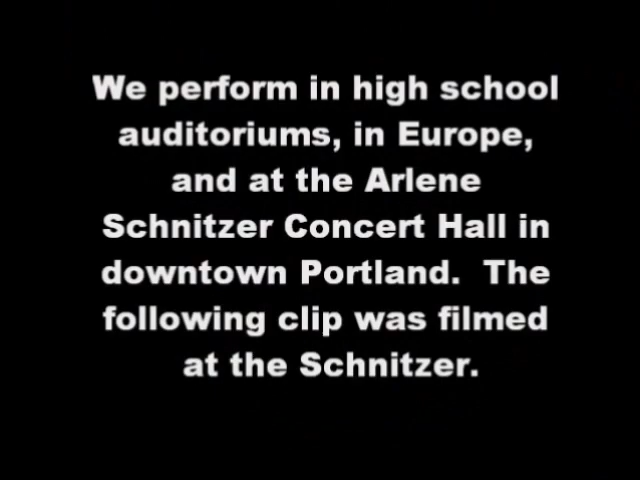 We perform in high school
auditoriums, in Europe,
and at the Arlene
Schnitzer Concert Hall in
downtown Portland.  The
following clip was filmed
at the Schnitzer.